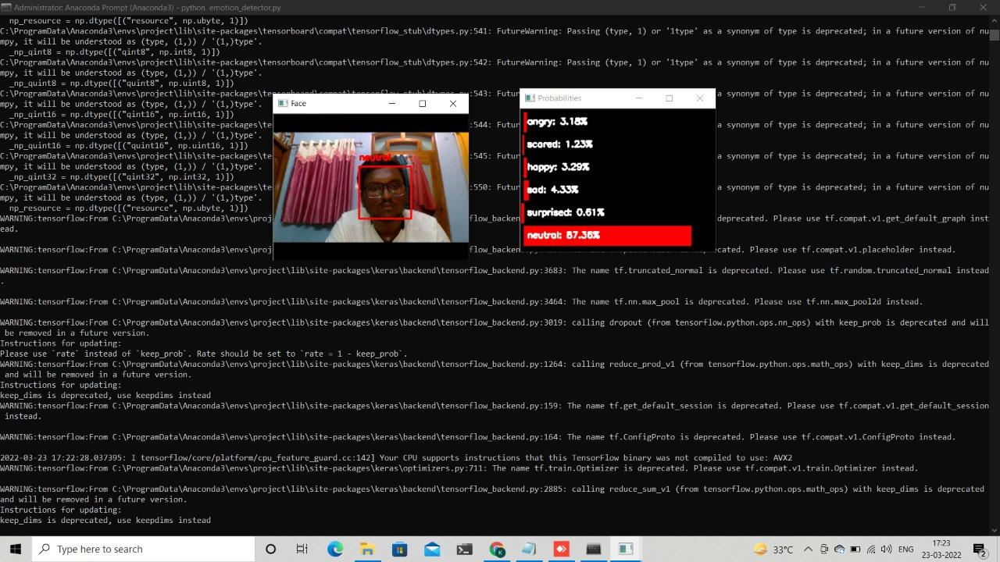 Administrator: Anaconda Prompt (Anaconda3) - python emotion_detector.py
np_resource = np.dtype([("resource", np.ubyte, 1)])
C:\ProgramData\Anaconda3\envs\project\lib\site-packages\tensorboard\compat\tensorflow_stub\dtypes.py:541: FutureWarning: Passing (type, 1) or '1type' as a synonym of type is deprecated; in a future version of nu
mpy, it will be understood as (type, (1,)) / '(1,)type'.
_np_qint8 = np.dtype([("qint8", np.int8, 1)])
C:\ProgramData\Anaconda3\envs\project\lib\site-packages\tensorboard\compat\tensorflow_stub\dtypes.py:542: FutureWarning: Passing (type, 1) or '1type' as a synonym of type is deprecated; in a future version of nu
mpy, it will be understood as (type, (1,)) / '(1,)type'.
_np_quint8 = np.dtype([("quint8", np.uint8, 1)])
C:\ProgramData\Anaconda3\envs\project\lib\site-packages\tensorboard\compat\tensorflow_stub\dtypes.py:543: FutureWarning: Passing (type, 1) or '1type' as a synonym of type is deprecated; in a future version of nu
mpy, it will be understood as (type, (1,)) / '(1,)type'.
_np_qint16 = np.dtype([("qint16", np.int16, 1)])
C:\ProgramData\Anaconda3\envs\project\lib\site-packages\te :544: Futur a synonym of type is deprecated; in a future version of nu
mpy, it will be understood as (type, (1,)) / '(1,)type'.
_np_quint16 = np.dtype([("quint16", np.uint16, 1)])
C:\ProgramData\Anaconda3\envs\project\lib\site-packages\te :545: Futur a synonym of type is deprecated; in a future version of nu
mpy, it will be understood as (type, (1,)) / '(1,)type'.
_np_qint32 = np.dtype([("qint32", np.int32, 1)])
C:\ProgramData\Anaconda3\envs\project\lib\site-packages\te :550: Futur a synonym of type is deprecated; in a future version of nu
mpy, it will be understood as (type, (1,)) / '(1,)type'.
np_resource = np.dtype([("resource", np.ubyte, 1)])
WARNING:tensorflow:From C:\ProgramData\Anaconda3\envs\proj deprecated. Please use tf.compat.v1.get_default_graph inst
ead.
WARNING:tensorflow:From C:\ProgramData\Anaconda3\envs\proj cated. Please use tf.compat.v1.placeholder instead.
WARNING:tensorflow:From C:\ProgramData\Anaconda3\envs\project\lib\site-packages\keras\backend\tensorflow_backend.py:3683: The name tf.truncated_normal is deprecated. Please use tf.random.truncated_normal instead
.
WARNING:tensorflow:From C:\ProgramData\Anaconda3\envs\project\lib\site-packages\keras\backend\tensorflow_backend.py:3464: The name tf.nn.max_pool is deprecated. Please use tf.nn.max_pool2d instead.
WARNING:tensorflow:From C:\ProgramData\Anaconda3\envs\project\lib\site-packages\keras\backend\tensorflow_backend.py:3019: calling dropout (from tensorflow.python.ops.nn_ops) with keep_prob is deprecated and will
be removed in a future version.
Instructions for updating:
Please use `rate` instead of `keep_prob`. Rate should be set to `rate = 1 - keep_prob`.
WARNING:tensorflow:From C:\ProgramData\Anaconda3\envs\project\lib\site-packages\keras\backend\tensorflow_backend.py:1264: calling reduce_prod_v1 (from tensorflow.python.ops.math_ops) with keep_dims is deprecated
and will be removed in a future version.
Instructions for updating:
keep_dims is deprecated, use keepdims instead
WARNING:tensorflow:From C:\ProgramData\Anaconda3\envs\project\lib\site-packages\keras\backend\tensorflow_backend.py:159: The name tf.get_default_session is deprecated. Please use tf.compat.v1.get_default_session
instead.
WARNING:tensorflow:From C:\ProgramData\Anaconda3\envs\project\lib\site-packages\keras\backend\tensorflow_backend.py:164: The name tf.ConfigProto is deprecated. Please use tf.compat.v1.ConfigProto instead.
2022-03-23 17:22:28.037395: I tensorflow/core/platform/cpu_feature_guard.cc:142] Your CPU supports instructions that this TensorFlow binary was not compiled to use: AVX2
WARNING:tensorflow:From C:\ProgramData\Anaconda3\envs\project\lib\site-packages\keras\optimizers.py:711: The name tf.train.Optimizer is deprecated. Please use tf.compat.v1.train.Optimizer instead.
WARNING:tensorflow:From C:\ProgramData\Anaconda3\envs\project\lib\site-packages\keras\backend\tensorflow_backend.py:2885: calling reduce_sum_v1 (from tensorflow.python.ops.math_ops) with keep_dims is deprecated
and will be removed in a future version.
Instructions for updating:
keep_dims is deprecated, use keepdims instead
Face
neutral
Probabilities
angry: 3.18%
scared: 1.23%
happy: 3.29%
sad: 4.33%
surprised: 0.61%
neutral: 87.36%
Type here to search
33°C
ENG
17:23
23-03-2022
2